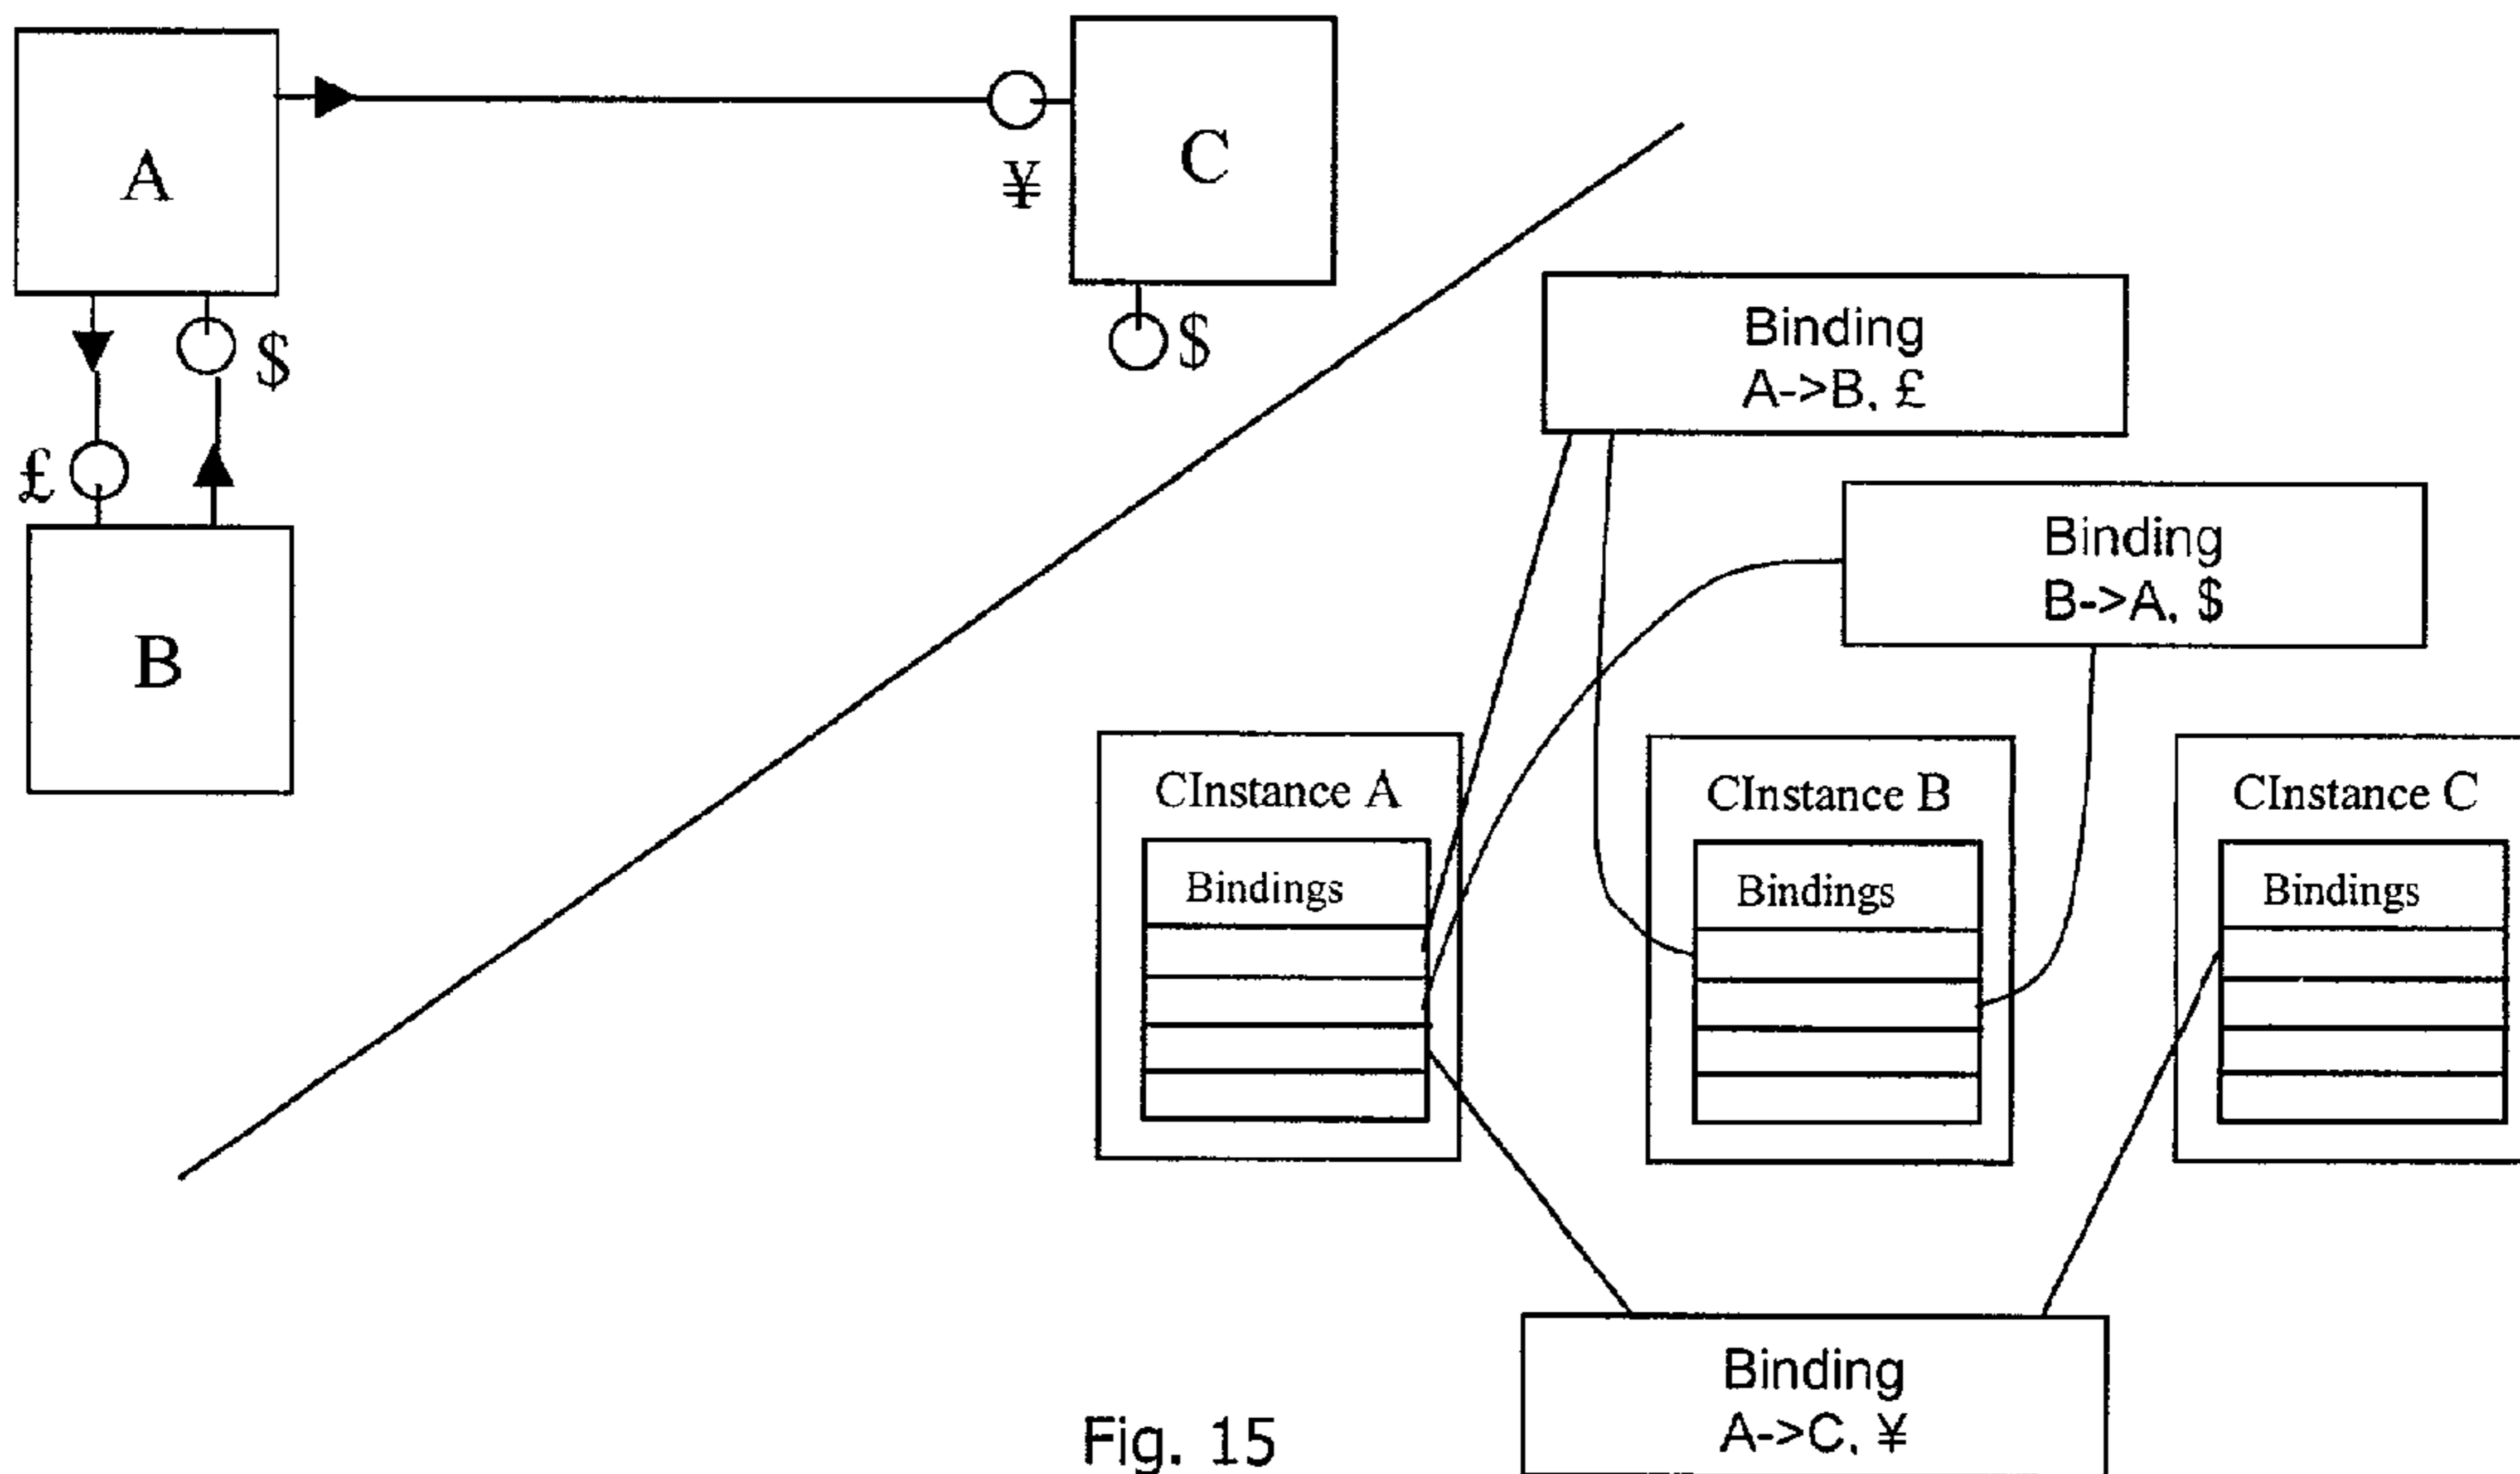 A
C
¥
$
$
£
B
Binding
A->B, £
Binding
B->A, $
CInstance A
Bindings
CInstance B
Bindings
CInstance C
Bindings
Binding
A->C, ¥
Fig. 15